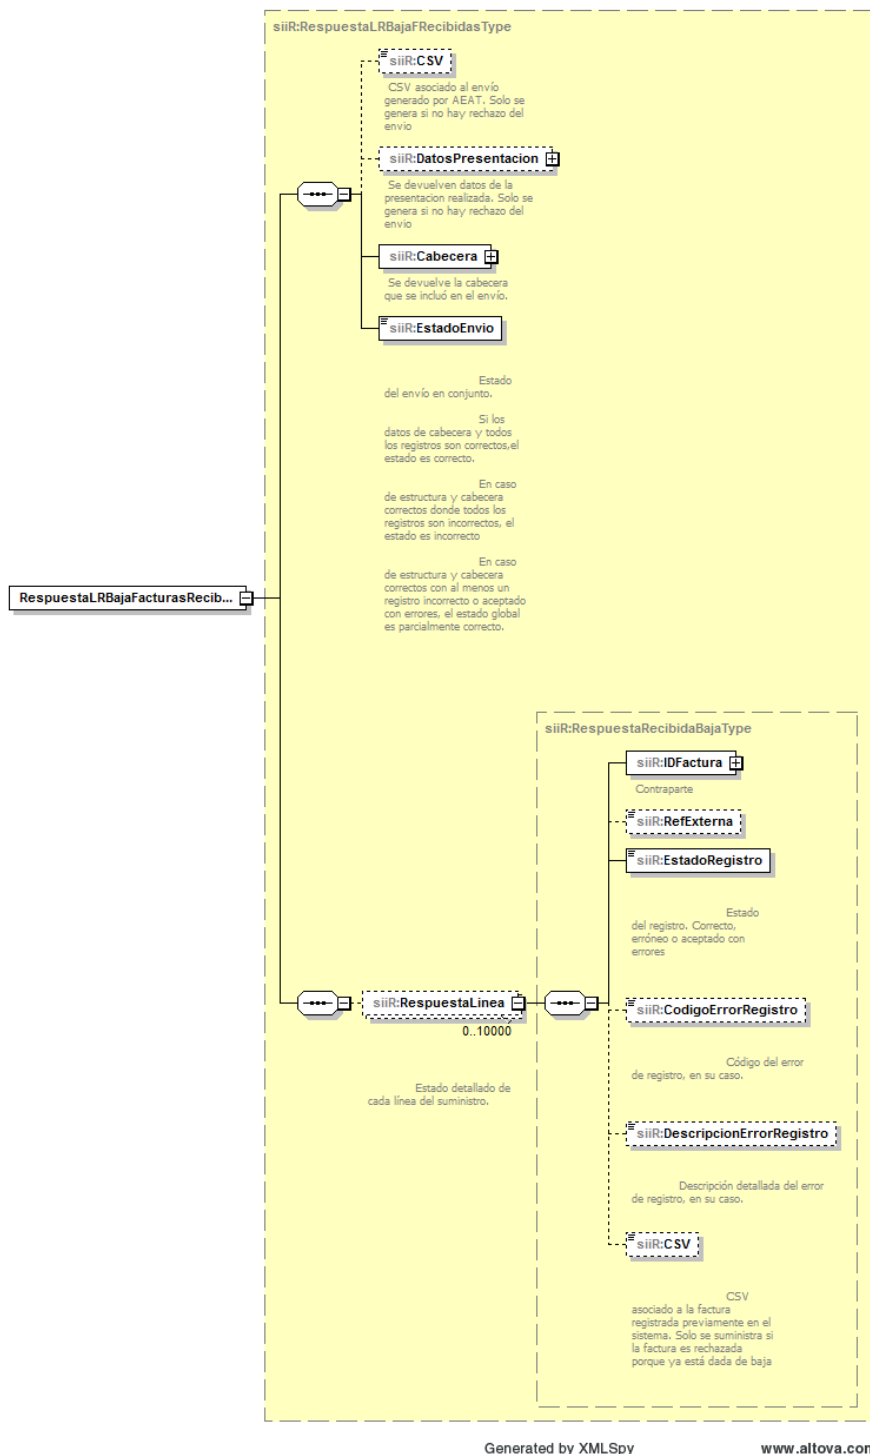 siiR:RespuestaLRBajaFRecibidasType
siiR:CSV
CSV asociado al envío
generado por AEAT. Solo se
genera si no hay rechazo del
envio
siiR:DatosPresentacion
Se devuelven datos de la
presentacion realizada. Solo se
genera si no hay rechazo del
envio
siiR:Cabecera
Se devuelve la cabecera
que se incluó en el envío.
siiR:EstadoEnvio
Estado
del envío en conjunto.
Si los
datos de cabecera y todos
los registros son correctos,el
estado es correcto.
En caso
de estructura y cabecera
correctos donde todos los
registros son incorrectos, el
estado es incorrecto
En caso
de estructura y cabecera
correctos con al menos un
registro incorrecto o aceptado
con errores, el estado global
es parcialmente correcto.
RespuestaLRBajaFacturasRecib...
siiR:RespuestaRecibidaBajaType
siiR:IDFactura
Contraparte
siiR:RefExterna
siiR:EstadoRegistro
Estado
del registro. Correcto,
erróneo o aceptado con
errores
siiR:RespuestaLinea
0..10000
Estado detallado de
cada línea del suministro.
siiR:CodigoErrorRegistro
Código del error
de registro, en su caso.
siiR:DescripcionErrorRegistro
Descripción detallada del error
de registro, en su caso.
siiR:CSV
CSV
asociado a la factura
registrada previamente en el
sistema. Solo se suministra si
la factura es rechazada
porque ya está dada de baja
Generated by XMLSpy
www.altova.com